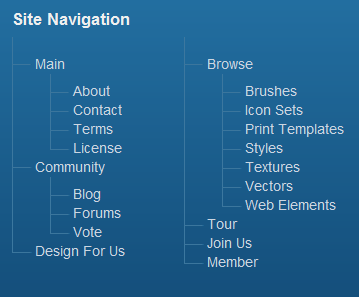 Site Navigation
Main
About
Contact
Terms
License
Community
Blog
Forums
Vote
Design For Us
Browse
Brushes
Icon Sets
Print Templates
Styles
Textures
Vectors
Web Elements
Tour
Join Us
Member